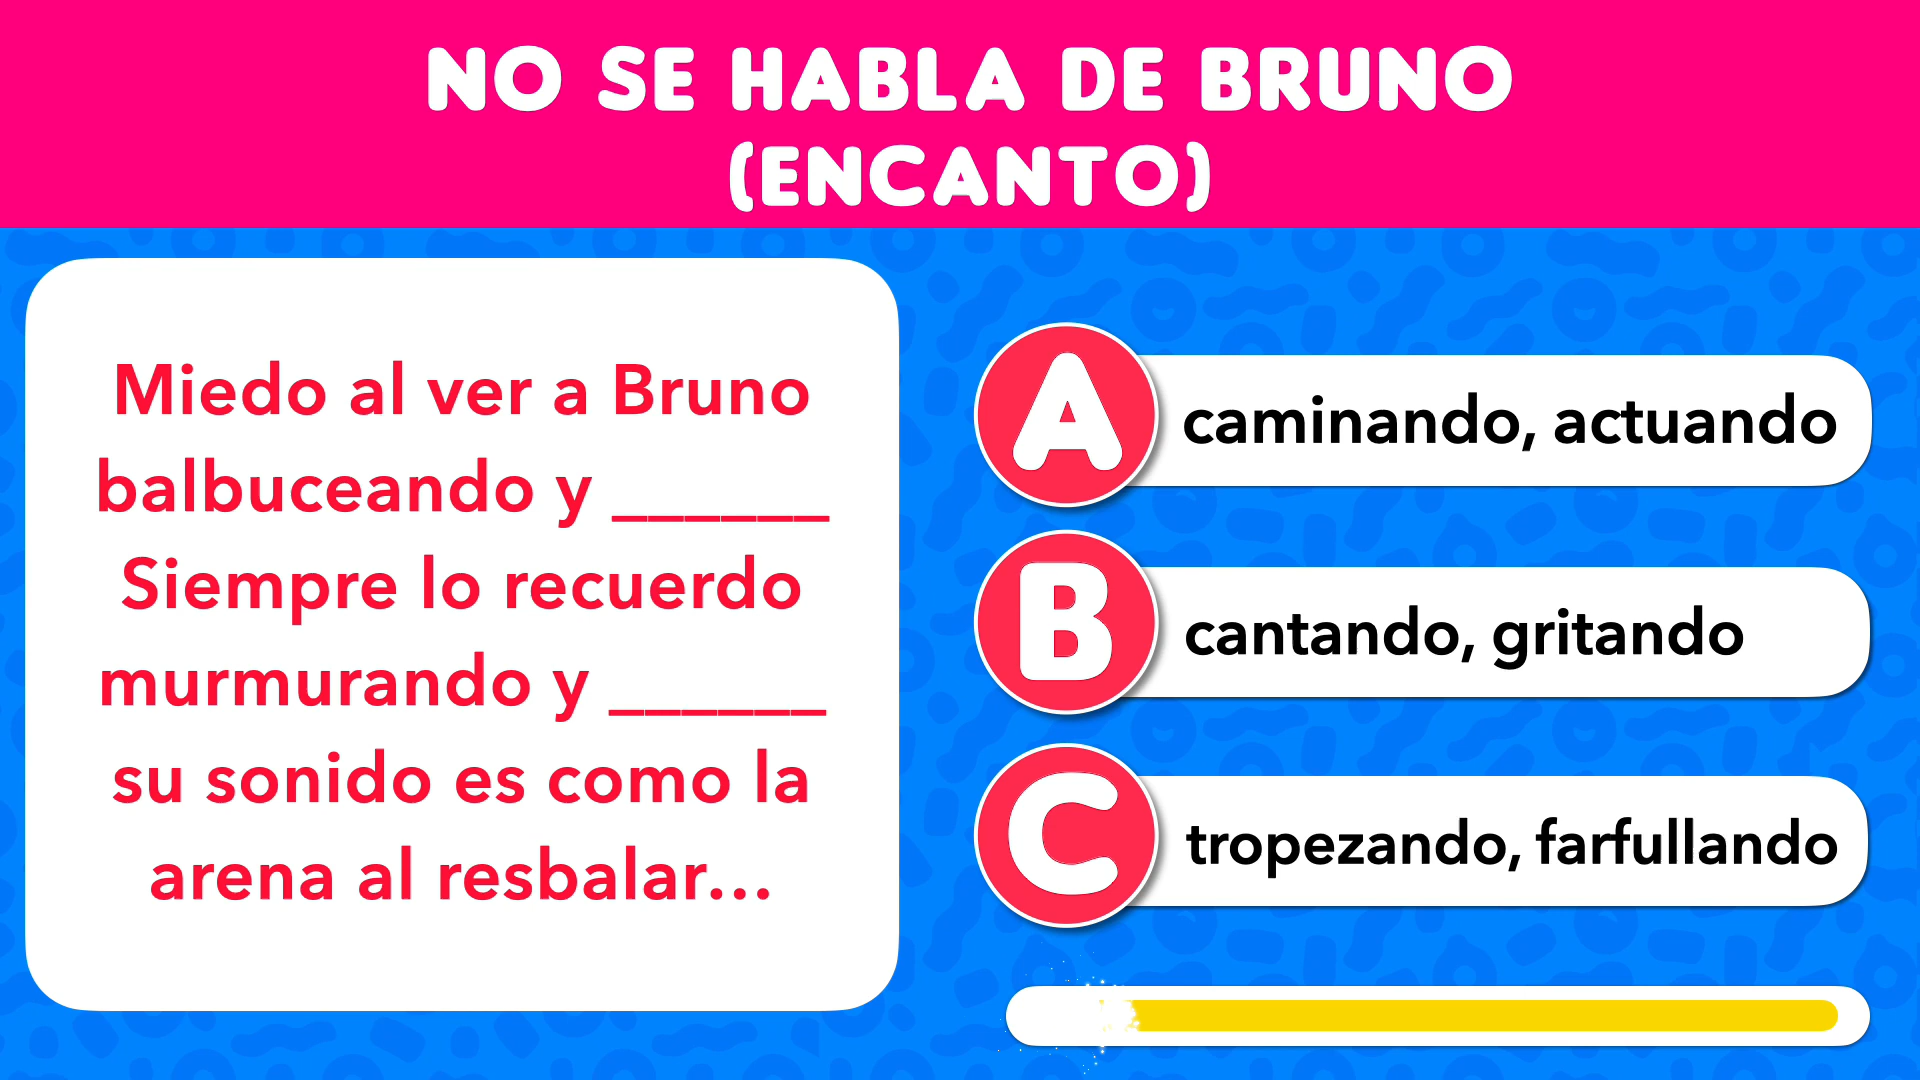 NO SE HABLA DE BRUNO
(ENCANTO)
Miedo al ver a Bruno
balbuceando y ______
Siempre lo recuerdo
murmurando y ______
su sonido es como la
arena al resbalar...
A
caminando, actuando
B
cantando, gritando
C
tropezando, farfullando